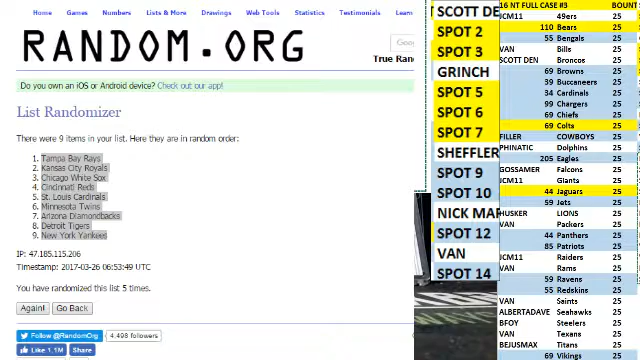 Home
Games
Numbers
Lists & More
Drawings
Web Tools
Statistics
Testimonials
Learn
RANDOM.ORG
True Ran
Do you own an iOS or Android device? Check out our app!
List Randomizer
There were 9 items in your list. Here they are in random order:
1. Tampa Bay Rays
2. Kansas City Royals
3. Chicago White Sox
4. Cincinnati Reds
5. St. Louis Cardinals
6. Minnesota Twins
7. Arizona Diamondbacks
8. Detroit Tigers
9. New York Yankees
IP: 47.185.115.206
Timestamp: 2017-03-26 06:53:49 UTC
You have randomized this list 5 times.
Again! Go Back
Follow @RandomOrg 4,498 followers
Like 1.1M Share
SCOTT DE
SPOT 2
SPOT 3
GRINCH
SPOT 5
SPOT 6
SPOT 7
SHEFFLER
SPOT 9
SPOT 10
NICK MAR
SPOT 12
VAN
SPOT 14
16 NT FULL CASE #3 BOUNT
JCM11 49ers 25
110 Bears 25
55 Bengals 25
VAN Bills 25
SCOTT DEN Broncos 25
69 Browns 25
39 Buccaneers 25
34 Cardinals 25
99 Chargers 25
69 Chiefs 25
69 Colts 25
FILLER COWBOYS 25
PHINATIC Dolphins 25
205 Eagles 25
GOSSAMER Falcons 25
JCM11 Giants 25
44 Jaguars 25
59 Jets 25
HUSKER LIONS 25
VAN Packers 25
44 Panthers 25
85 Patriots 25
JCM11 Raiders 25
VAN Rams 25
59 Ravens 25
55 Redskins 25
VAN Saints 25
ALBERTADAVE Seahawks 25
BFOY Steelers 25
VAN Texans 25
BEJUSMAX Titans 25
69 Vikings 25